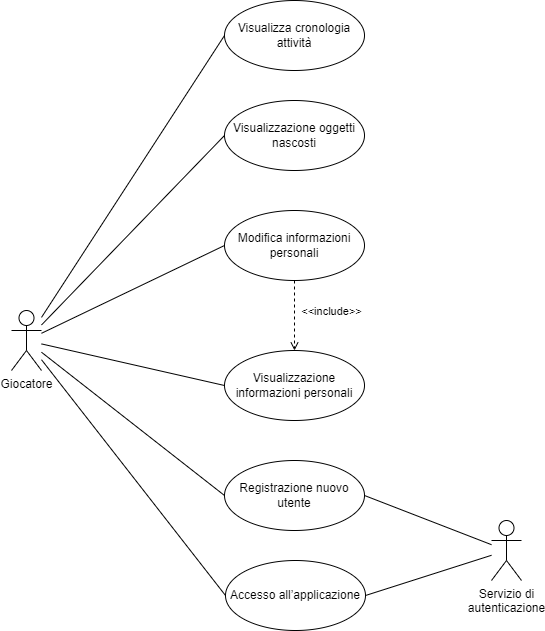 Visualizza cronologia
attività
Visualizzazione oggetti
nascosti
Modifica informazioni
personali
<<include>>
Giocatore
Visualizzazione
informazioni personali
Registrazione nuovo
utente
Accesso all'applicazione
Servizio di
autenticazione